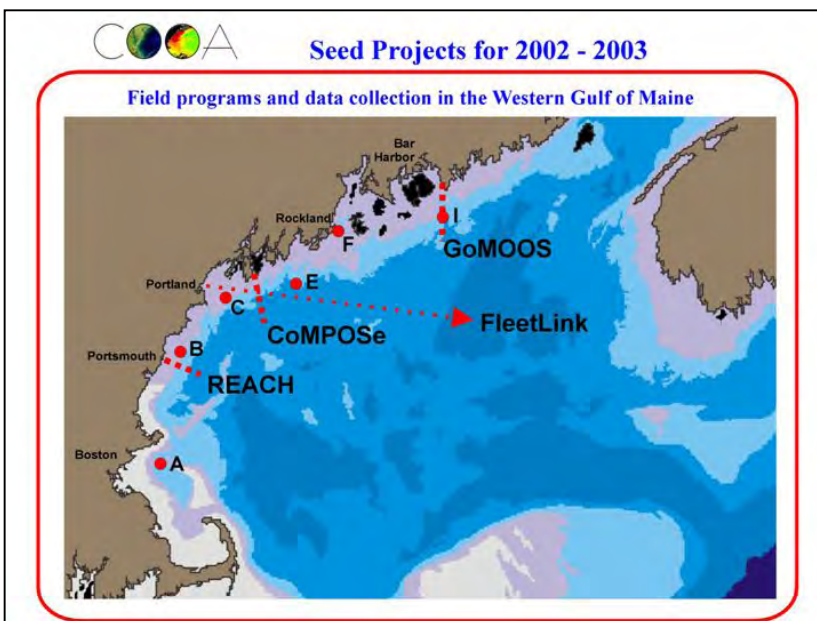 COOA
Seed Projects for 2002 - 2003
Field programs and data collection in the Western Gulf of Maine
Bar
Harbor
Rockland
F
I
GoMOOS
Portland
E
C
FleetLink
CoMPOSe
B
Portsmouth
REACH
Boston
A